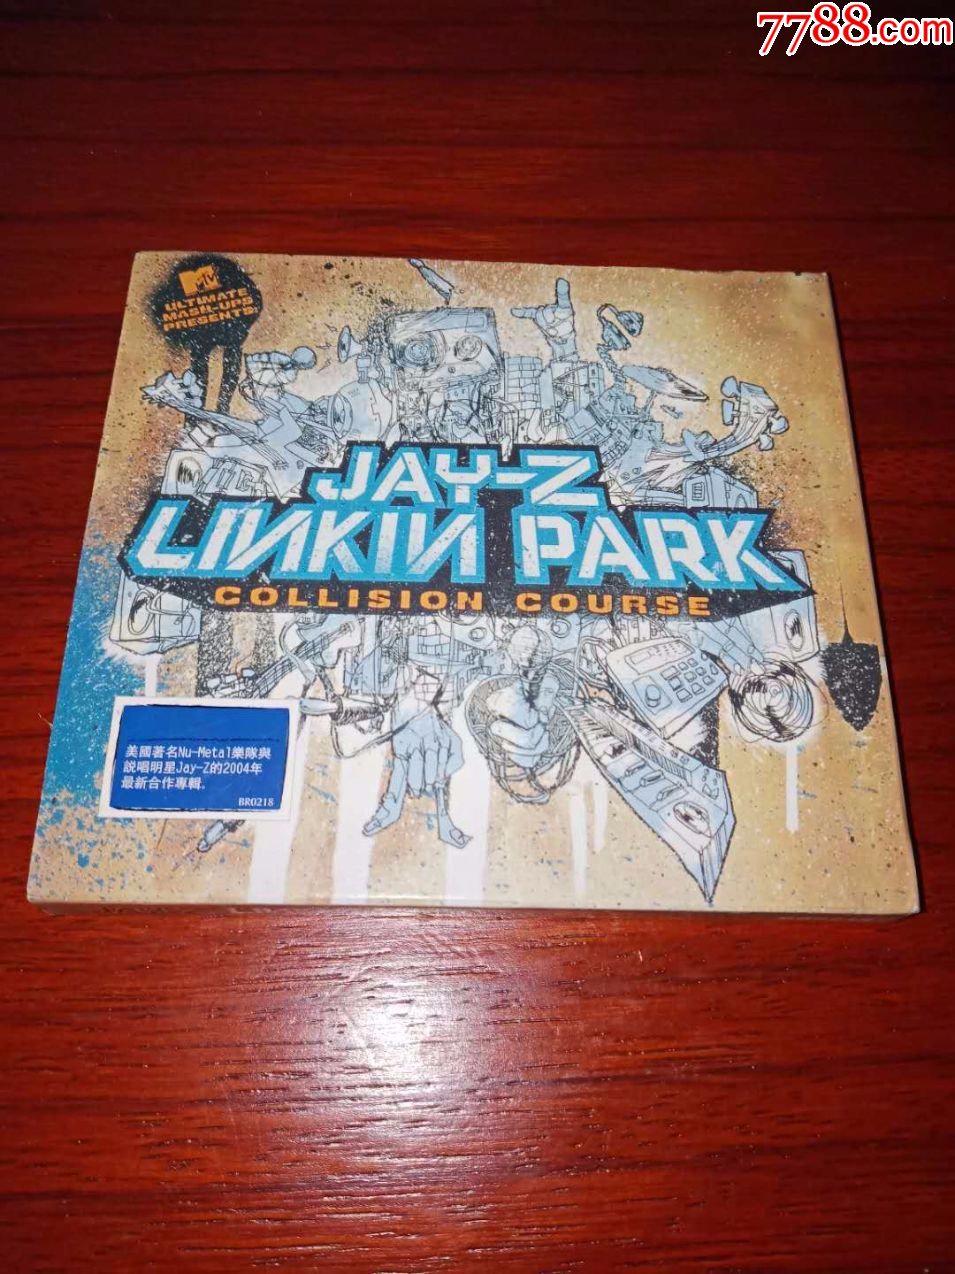 7788.com
MTV
ULTIMATE
MASH-UPS
PRESENTS:
JAY-Z
LINKIN PARK
COLLISION COURSE
美國著名Nu-Metal樂隊與
説唱明星Jay-Z的2004年
最新合作專輯。
BR0218